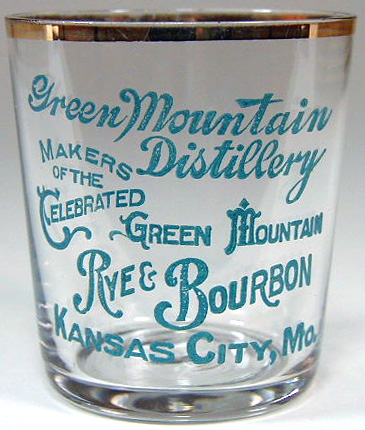 Green Mountain
Distillery
MAKERS
OF THE
CELEBRATED
GREEN MOUNTAIN
RYE & BOURBON
KANSAS CITY, MO.